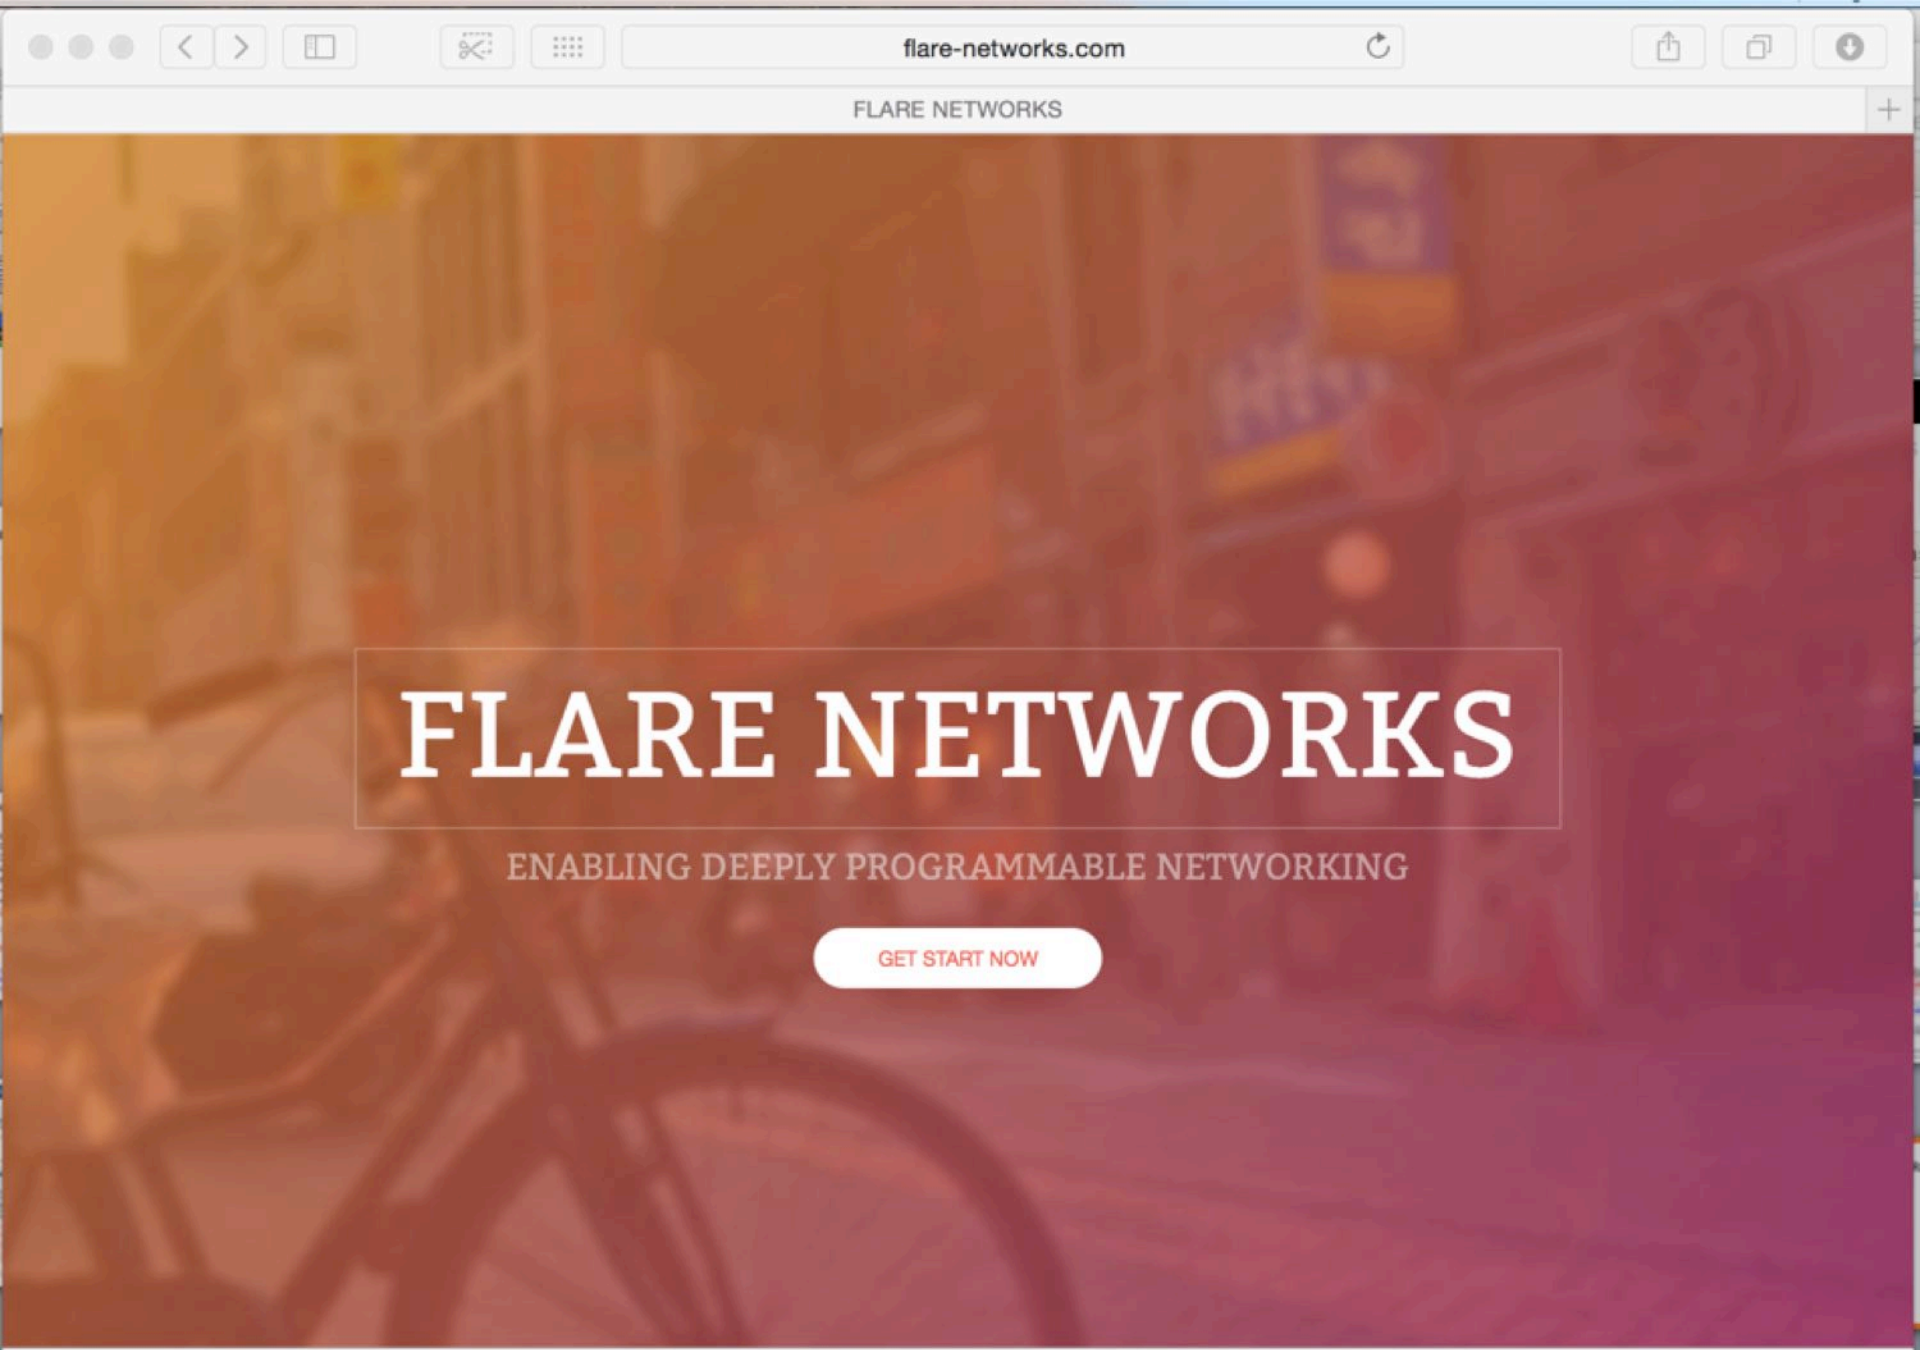 flare-networks.com
FLARE NETWORKS
FLARE NETWORKS
ENABLING DEEPLY PROGRAMMABLE NETWORKING
GET START NOW